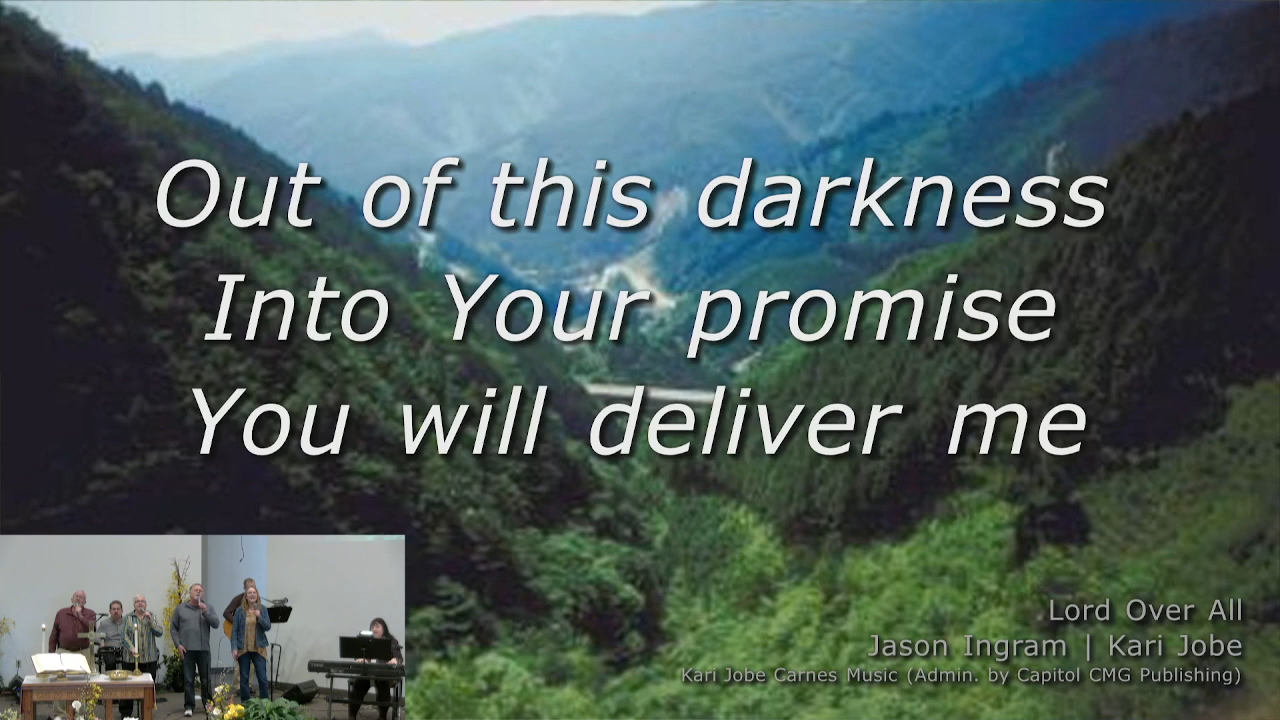 Out of this darkness
Into Your promise
You will deliver me
Lord Over All
Jason Ingram | Kari Jobe
Kari Jobe Carnes Music (Admin. by Capitol CMG Publishing)